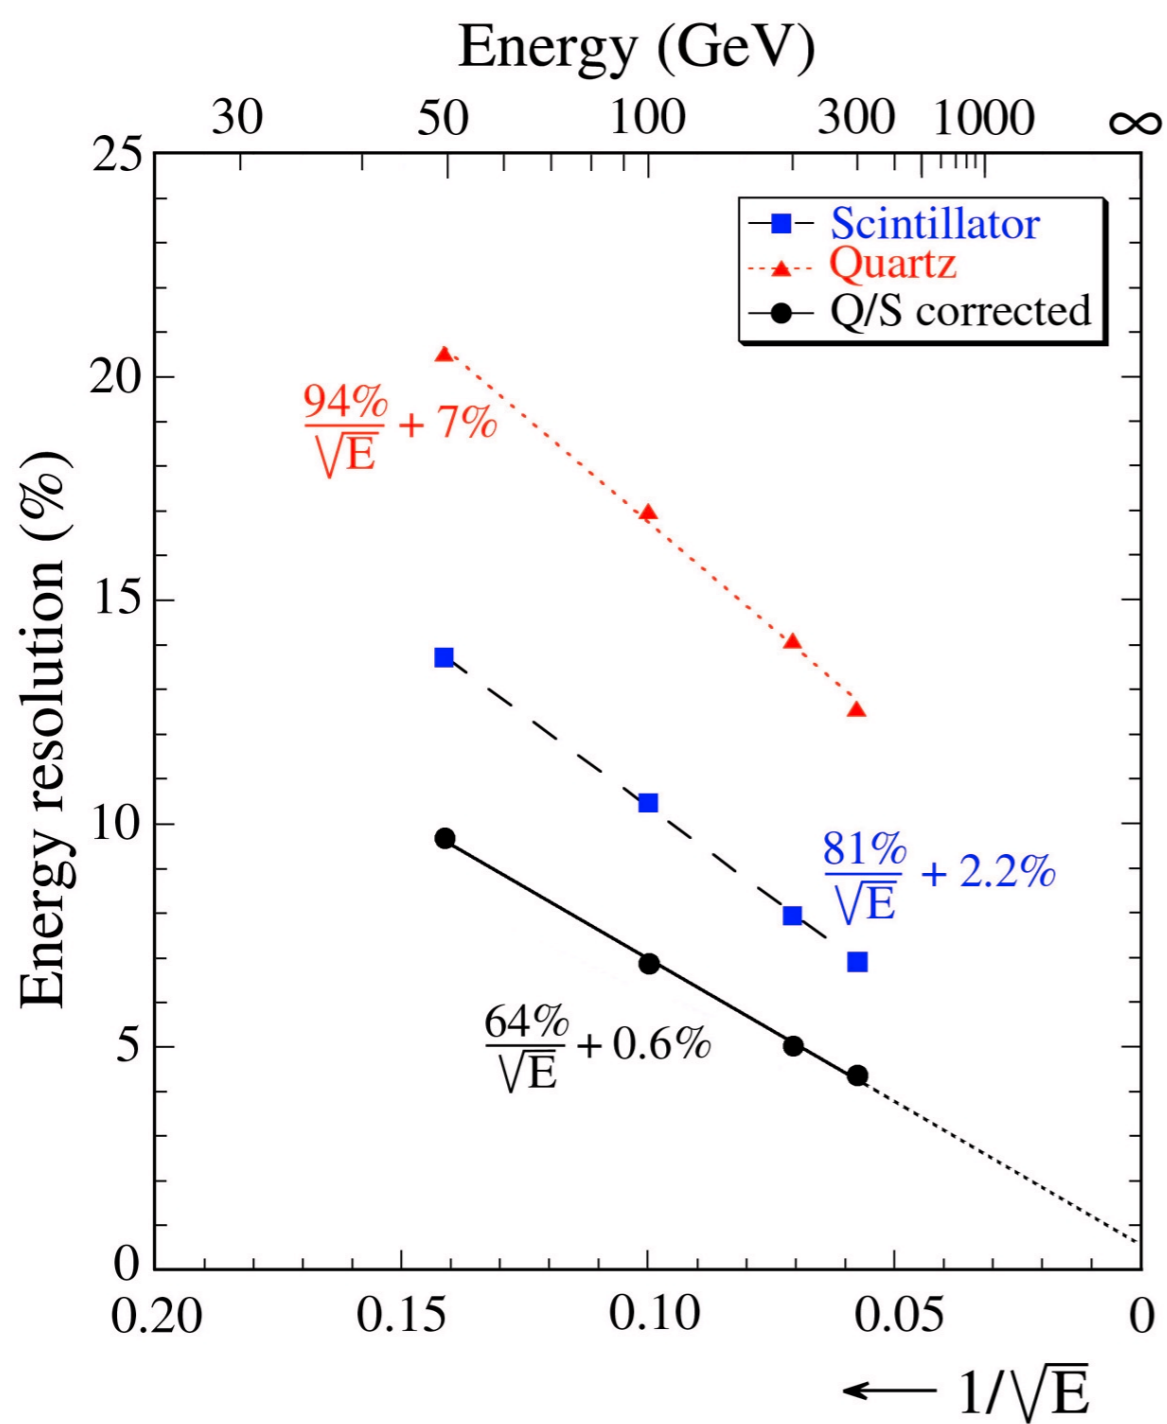 Energy (GeV)
30 50 100 300 1000 ∞
25
20
15
10
5
0
Energy resolution (%)
Scintillator
Quartz
Q/S corrected
94%/√E + 7%
81%/√E + 2.2%
64%/√E + 0.6%
0.20 0.15 0.10 0.05 0
← 1/√E